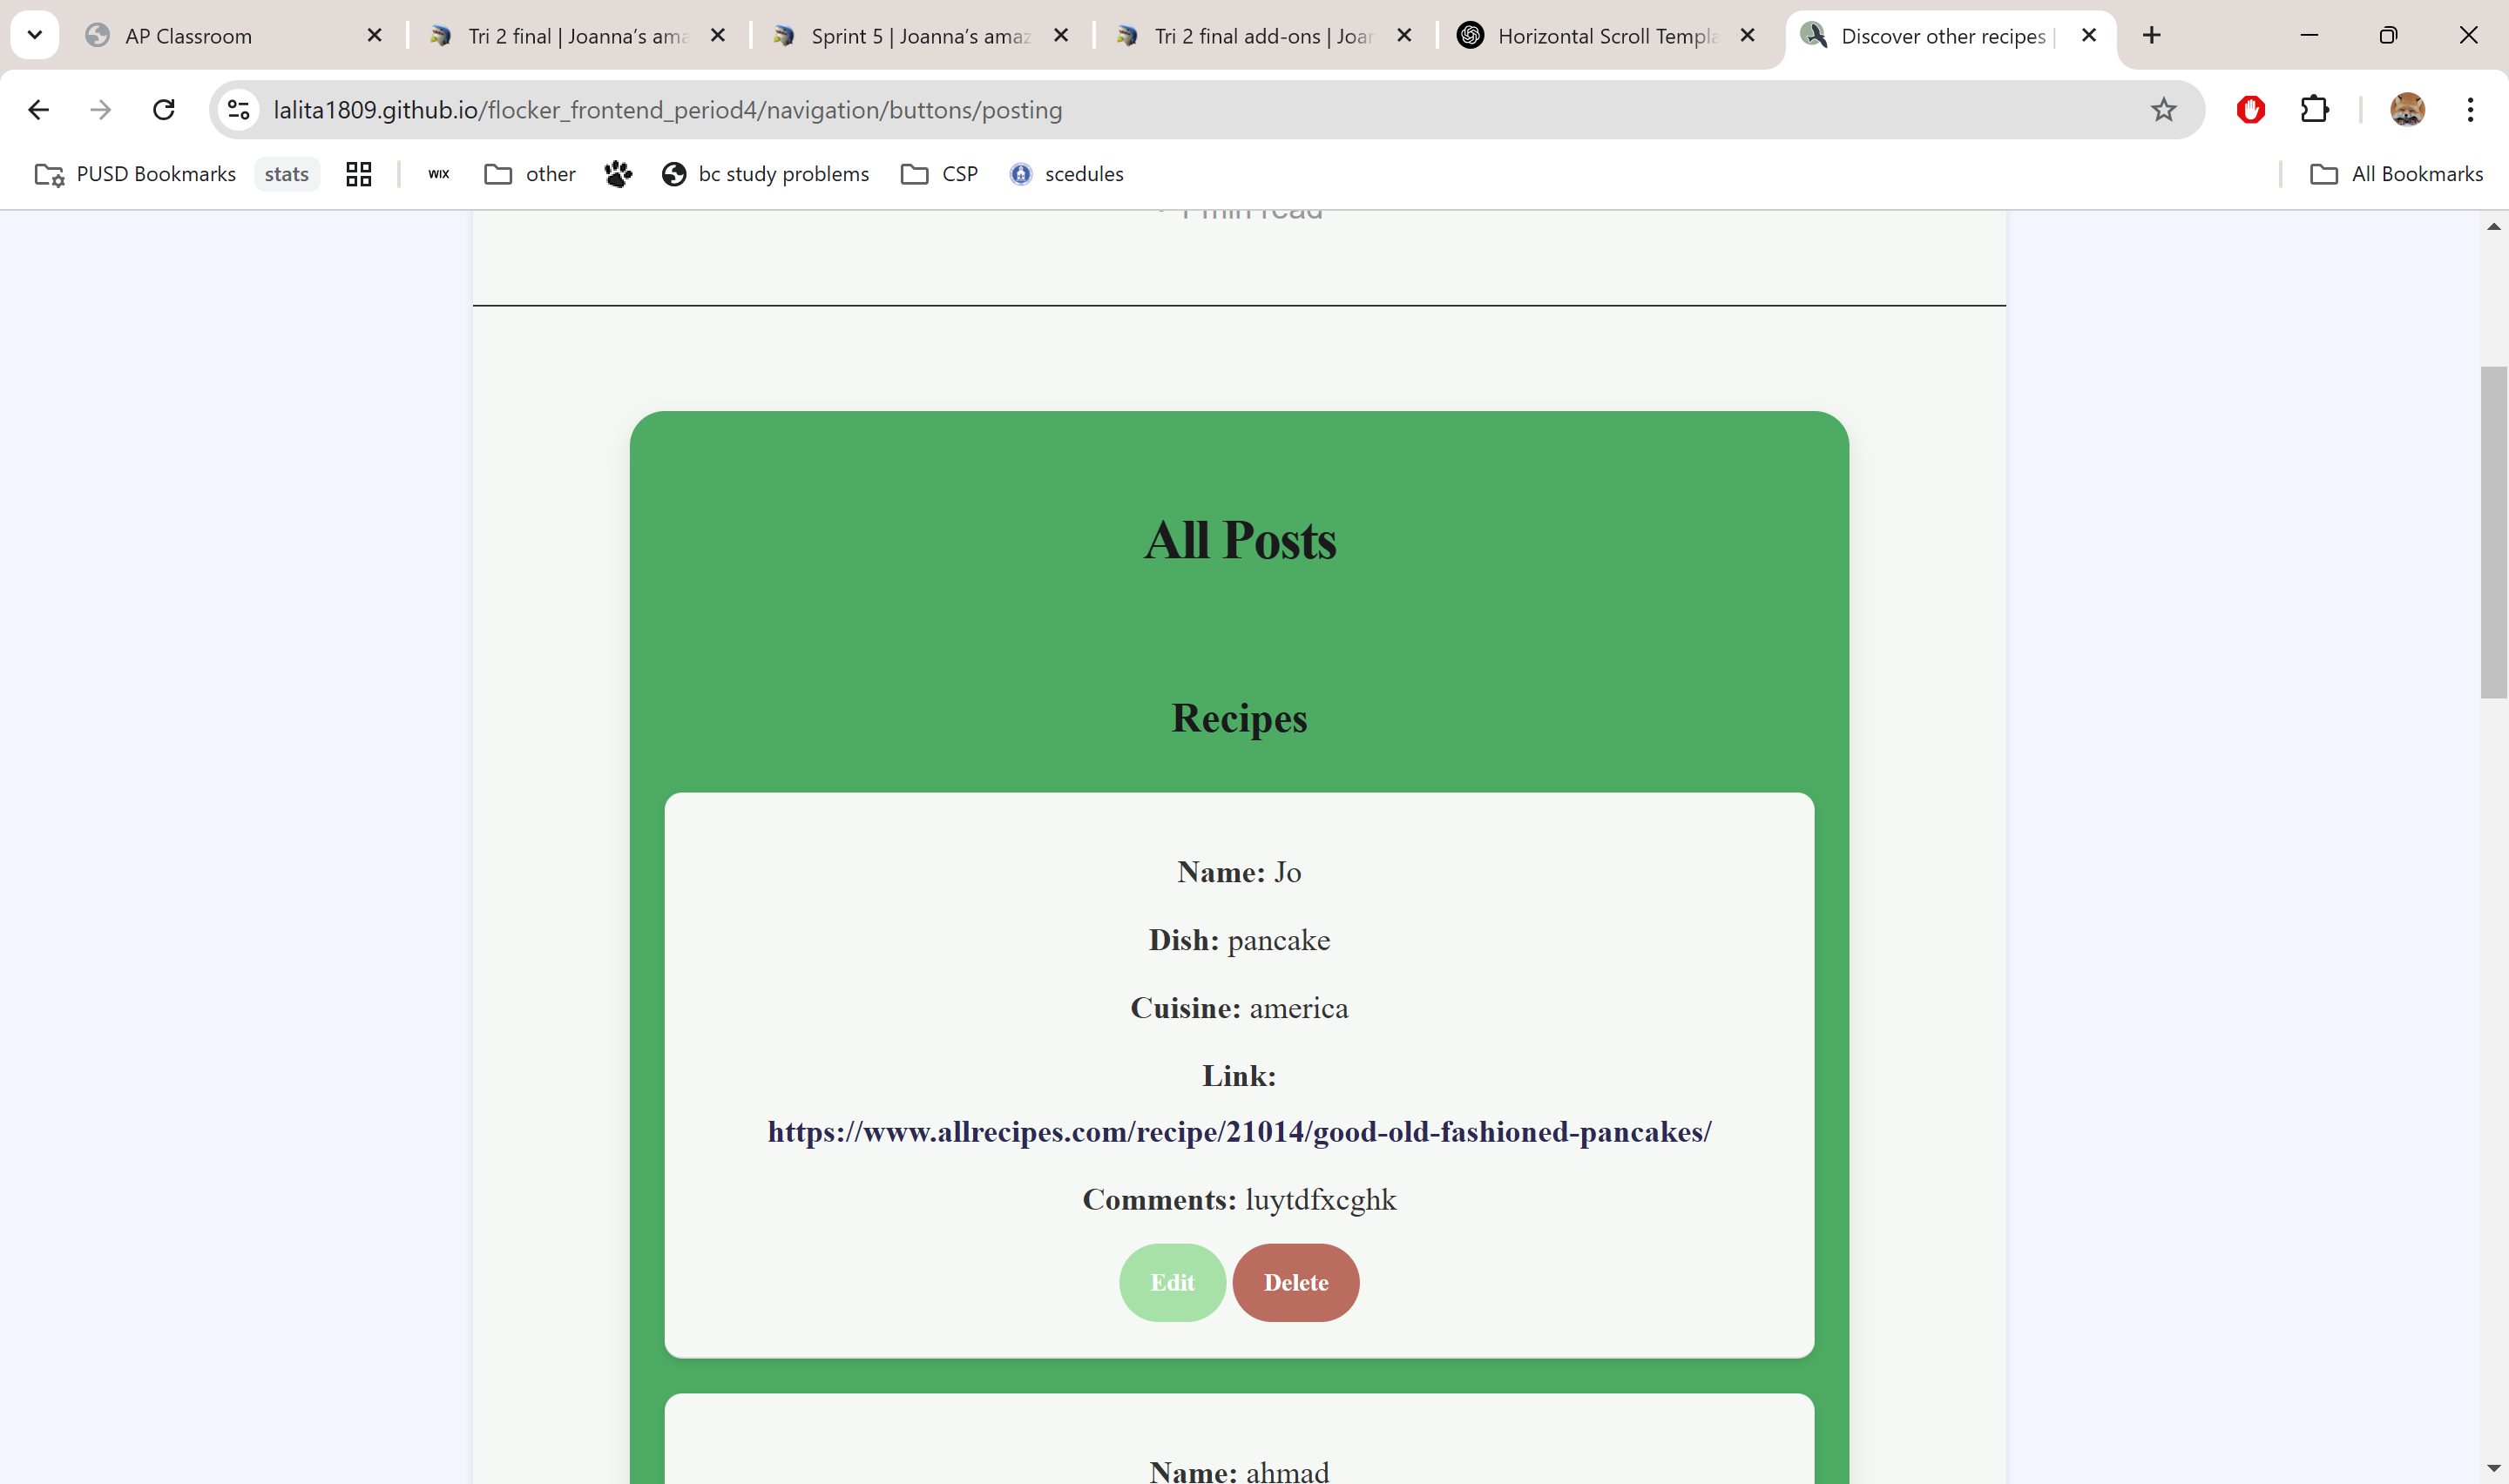 AP Classroom
Tri 2 final | Joanna's ama
Sprint 5 | Joanna's amaz
Tri 2 final add-ons | Joar
Horizontal Scroll Templa
Discover other recipes |
lalita1809.github.io/flocker_frontend_period4/navigation/buttons/posting
PUSD Bookmarks
stats
WIX
other
bc study problems
CSP
scedules
All Bookmarks
• 1 min read
All Posts
Recipes
Name: Jo
Dish: pancake
Cuisine: america
Link:
https://www.allrecipes.com/recipe/21014/good-old-fashioned-pancakes/
Comments: luytdfxcghk
Edit
Delete
Name: ahmad